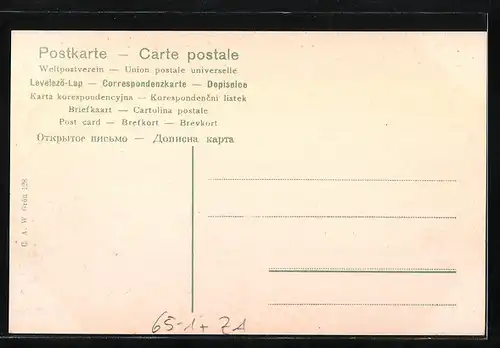 Postkarte — Carte postale
Weltpostverein — Union postale universelle
Levelező-Lap — Correspondenzkarte — Dopisnice
Karta korespondencyjna — Korespondenční lístek
Briefkaart — Cartolina postale
Post card — Brefkort — Brevkort
Открытое письмо — Дописна карта
65-1+ ZA